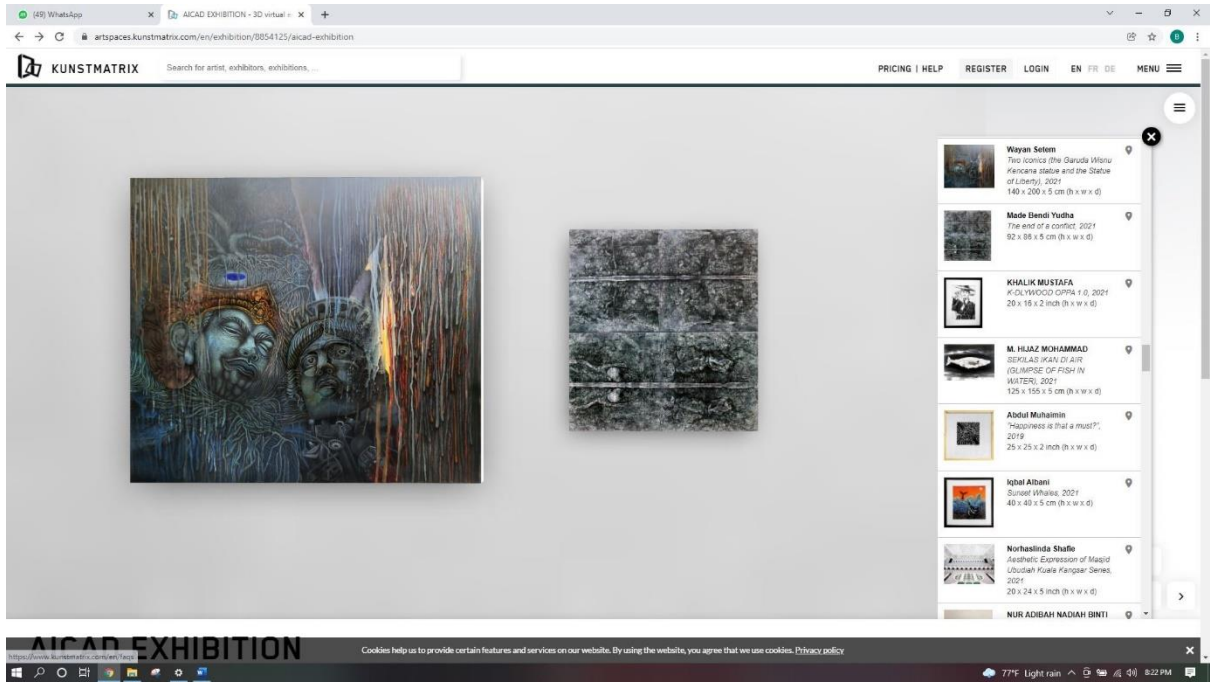 (49) WhatsApp
AICAD EXHIBITION - 3D virtual
artspaces.kunstmatrix.com/en/exhibition/8854125/aicad-exhibition
B
KUNSTMATRIX
Search for artist, exhibitors, exhibitions, ...
PRICING | HELP REGISTER LOGIN EN FR DE MENU
Wayan Setem
Two Iconics (the Garuda Wisnu
Kencana statue and the Statue
of Liberty), 2021
140 x 200 x 5 cm (h x w x d)
Made Bendi Yudha
The end of a conflict, 2021
92 x 86 x 5 cm (h x w x d)
KHALIK MUSTAFA
K-DLYWOOD OPPA 1.0, 2021
20 x 16 x 2 inch (h x w x d)
M. HIJAZ MOHAMMAD
SEKILAS IKAN DI AIR
(GLIMPSE OF FISH IN
WATER), 2021
125 x 155 x 5 cm (h x w x d)
Abdul Muhaimin
"Happiness is that a must?",
2019
25 x 25 x 2 inch (h x w x d)
Iqbal Albani
Sunset Whales, 2021
40 x 40 x 5 cm (h x w x d)
Norhaslinda Shafie
Aesthetic Expression of Masjid
Ubudiah Kuala Kangsar Series,
2021
20 x 24 x 5 inch (h x w x d)
NUR ADIBAH NADIAH BINTI
AICAD EXHIBITION
Cookies help us to provide certain features and services on our website. By using the website, you agree that we use cookies. Privacy policy
https://www.kunstmatrix.com/en/faqs
77°F Light rain 8:22 PM